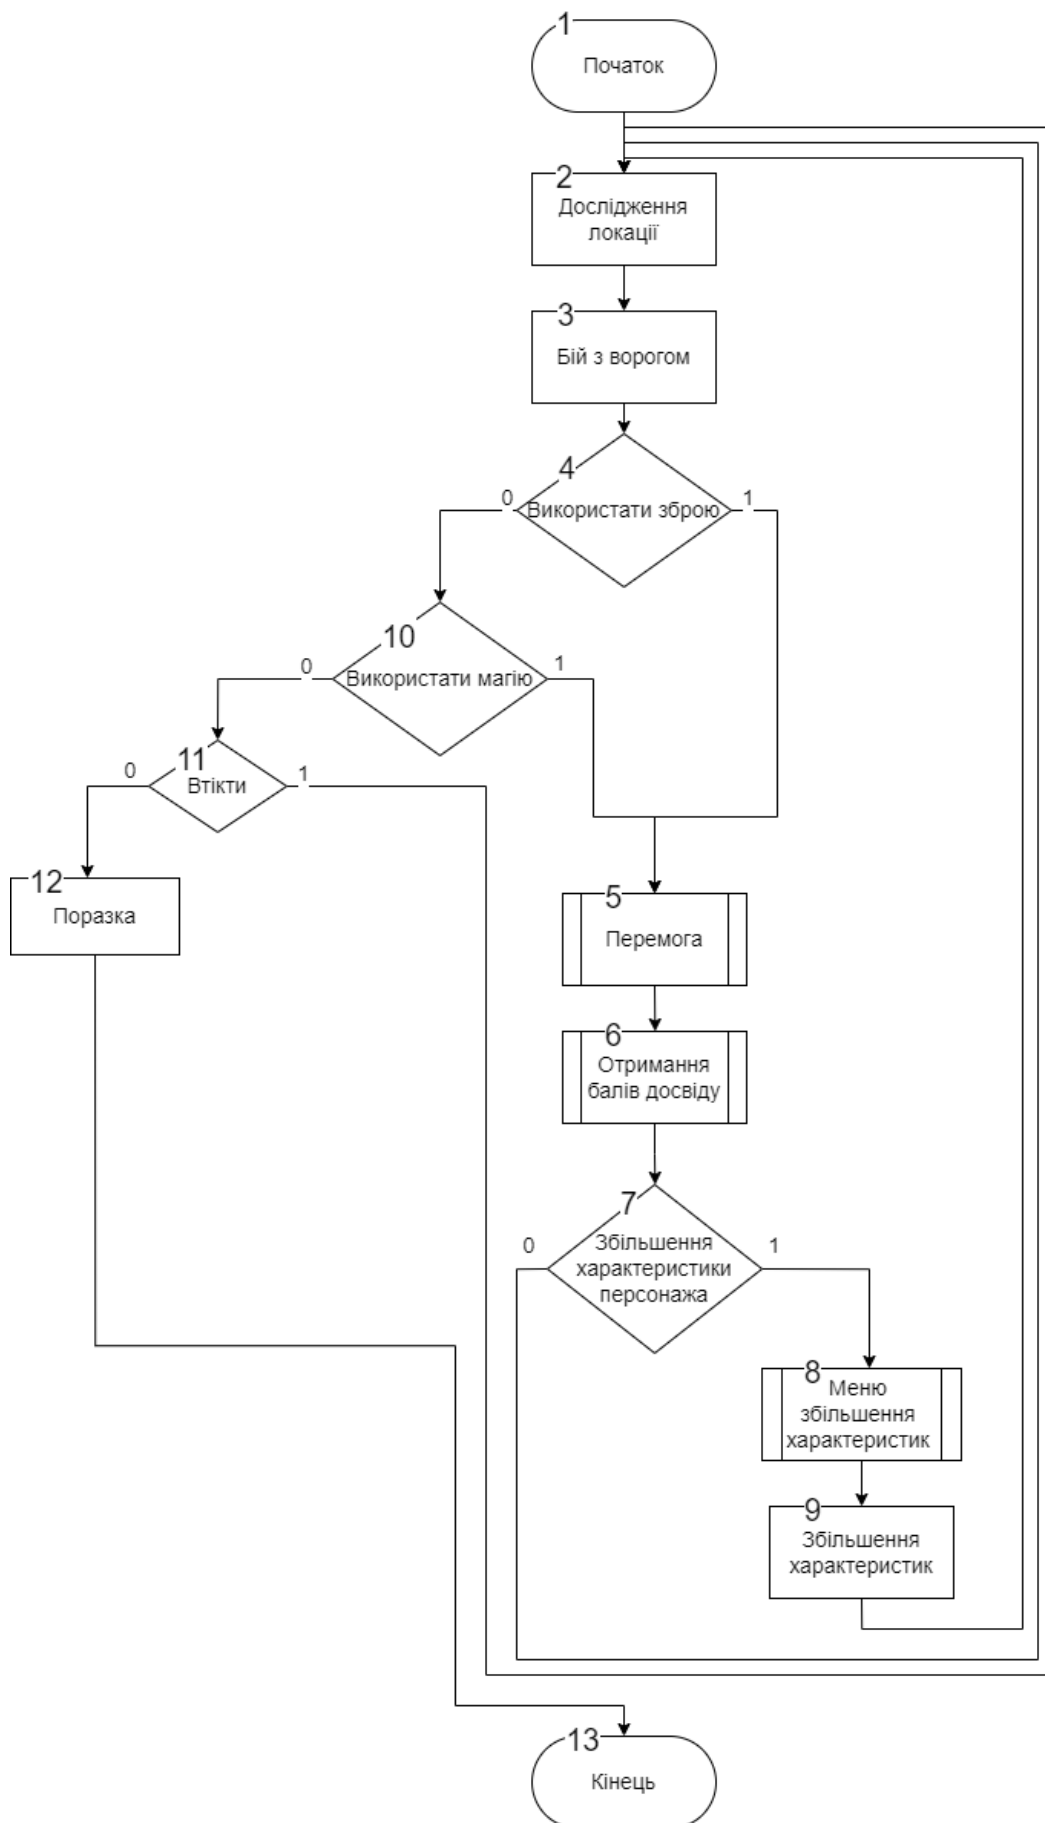 1
Початок
2
Дослідження
локації
3
Бій з ворогом
4
0
1
Використати зброю
10
0
1
Використати магію
11
0
1
Втікти
12
Поразка
5
Перемога
6
Отримання
балів досвіду
7
0
1
Збільшення
характеристики
персонажа
8
Меню
збільшення
характеристик
9
Збільшення
характеристик
13
Кінець